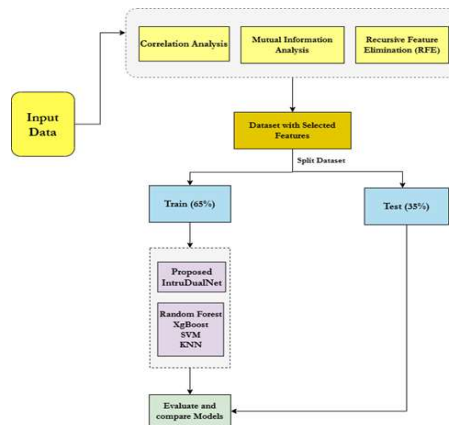 Correlation Analysis
Mutual Information
Analysis
Recursive Feature
Elimination (RFE)
Input
Data
Dataset with Selected
Features
Split Dataset
Train (65%)
Test (35%)
Proposed
IntruDualNet
Random Forest
XgBoost
SVM
KNN
Evaluate and
compare Models